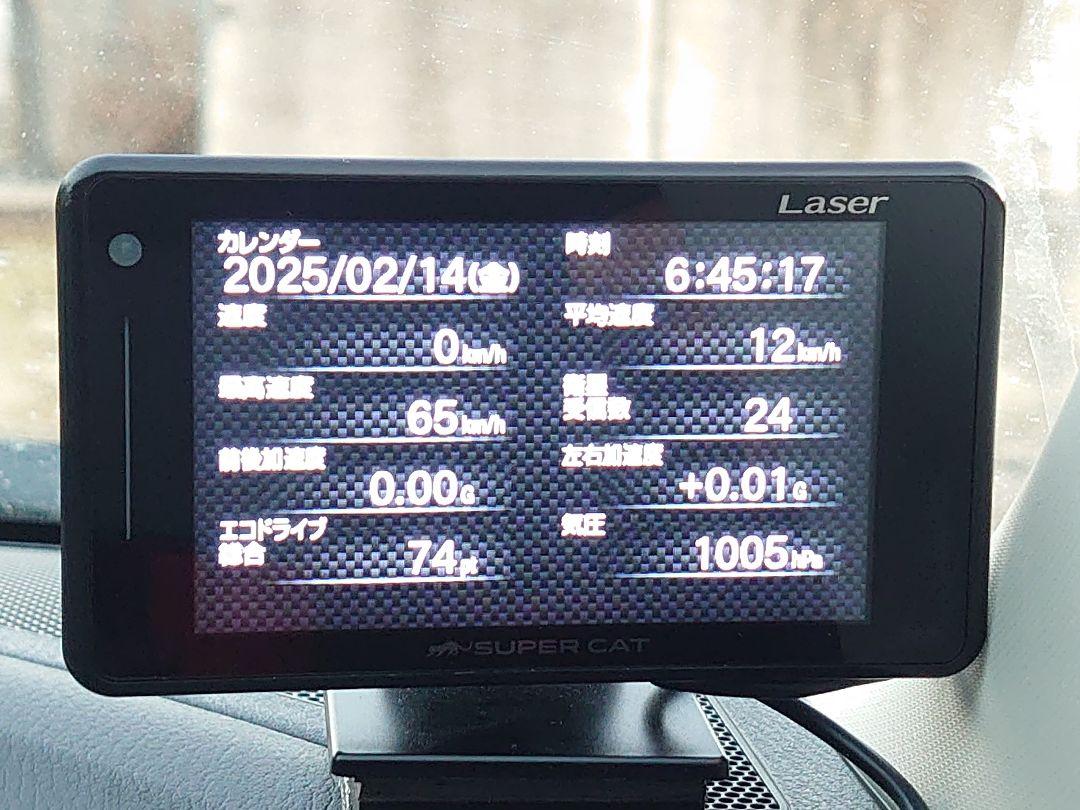 Laser
カレンダー
2025/02/14(金)
時刻
6:45:17
速度
0km/h
平均速度
12km/h
最高速度
65km/h
衛星
受信数
24
前後加速度
0.00G
左右加速度
+0.01G
エコドライブ
総合
74pt
気圧
1005hPa
SUPER CAT